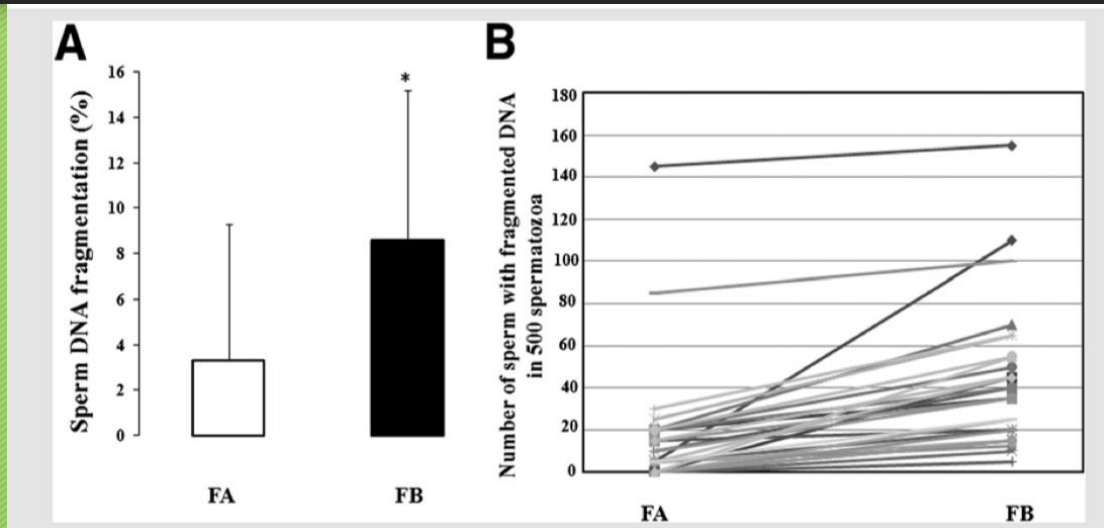 A
Sperm DNA fragmentation (%)
16
14
12
10
8
6
4
2
0
*
FA
FB
B
Number of sperm with fragmented DNA
in 500 spermatozoa
180
160
140
120
100
80
60
40
20
0
FA
FB